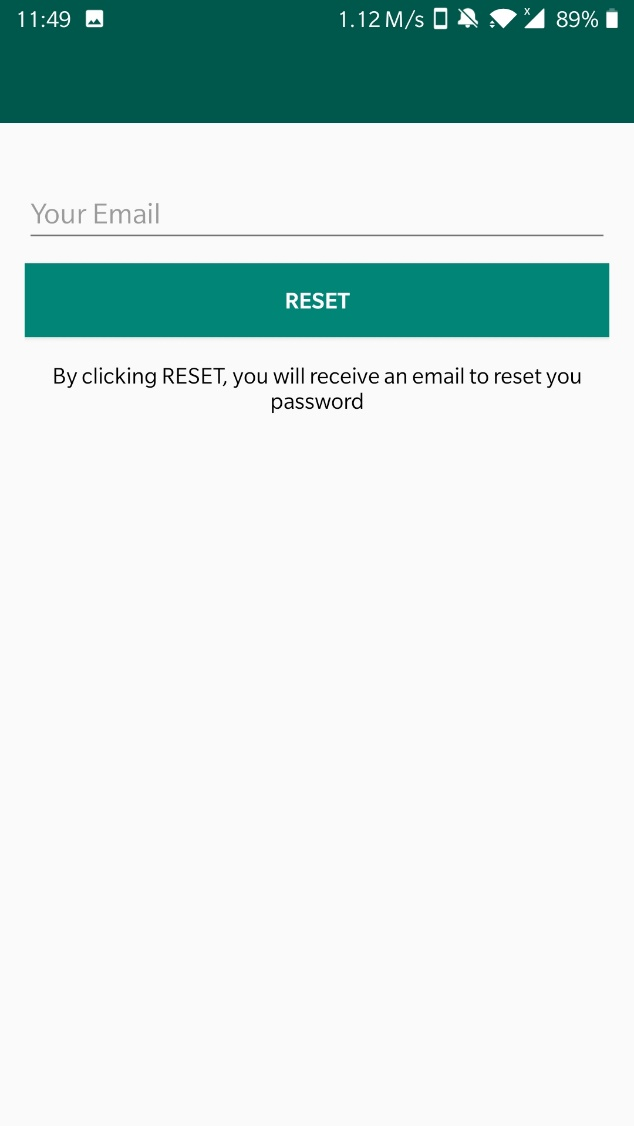 11:49 1.12 M/s x 89%
Your Email
RESET
By clicking RESET, you will receive an email to reset you
password